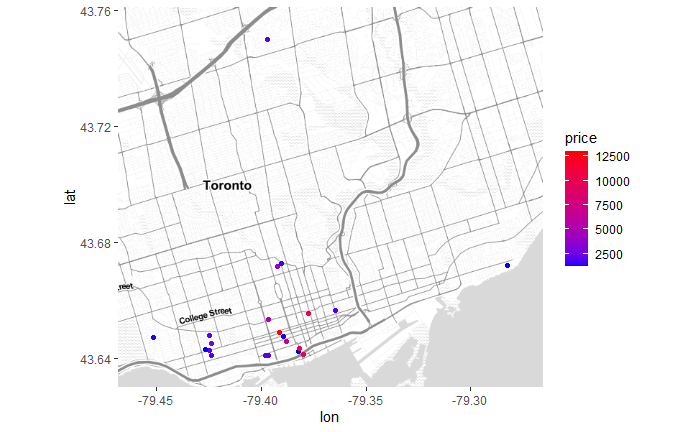 43.76
43.72
43.68
43.64
lat
Toronto
College Street
treet
-79.45
-79.40
-79.35
-79.30
lon
price
12500
10000
7500
5000
2500